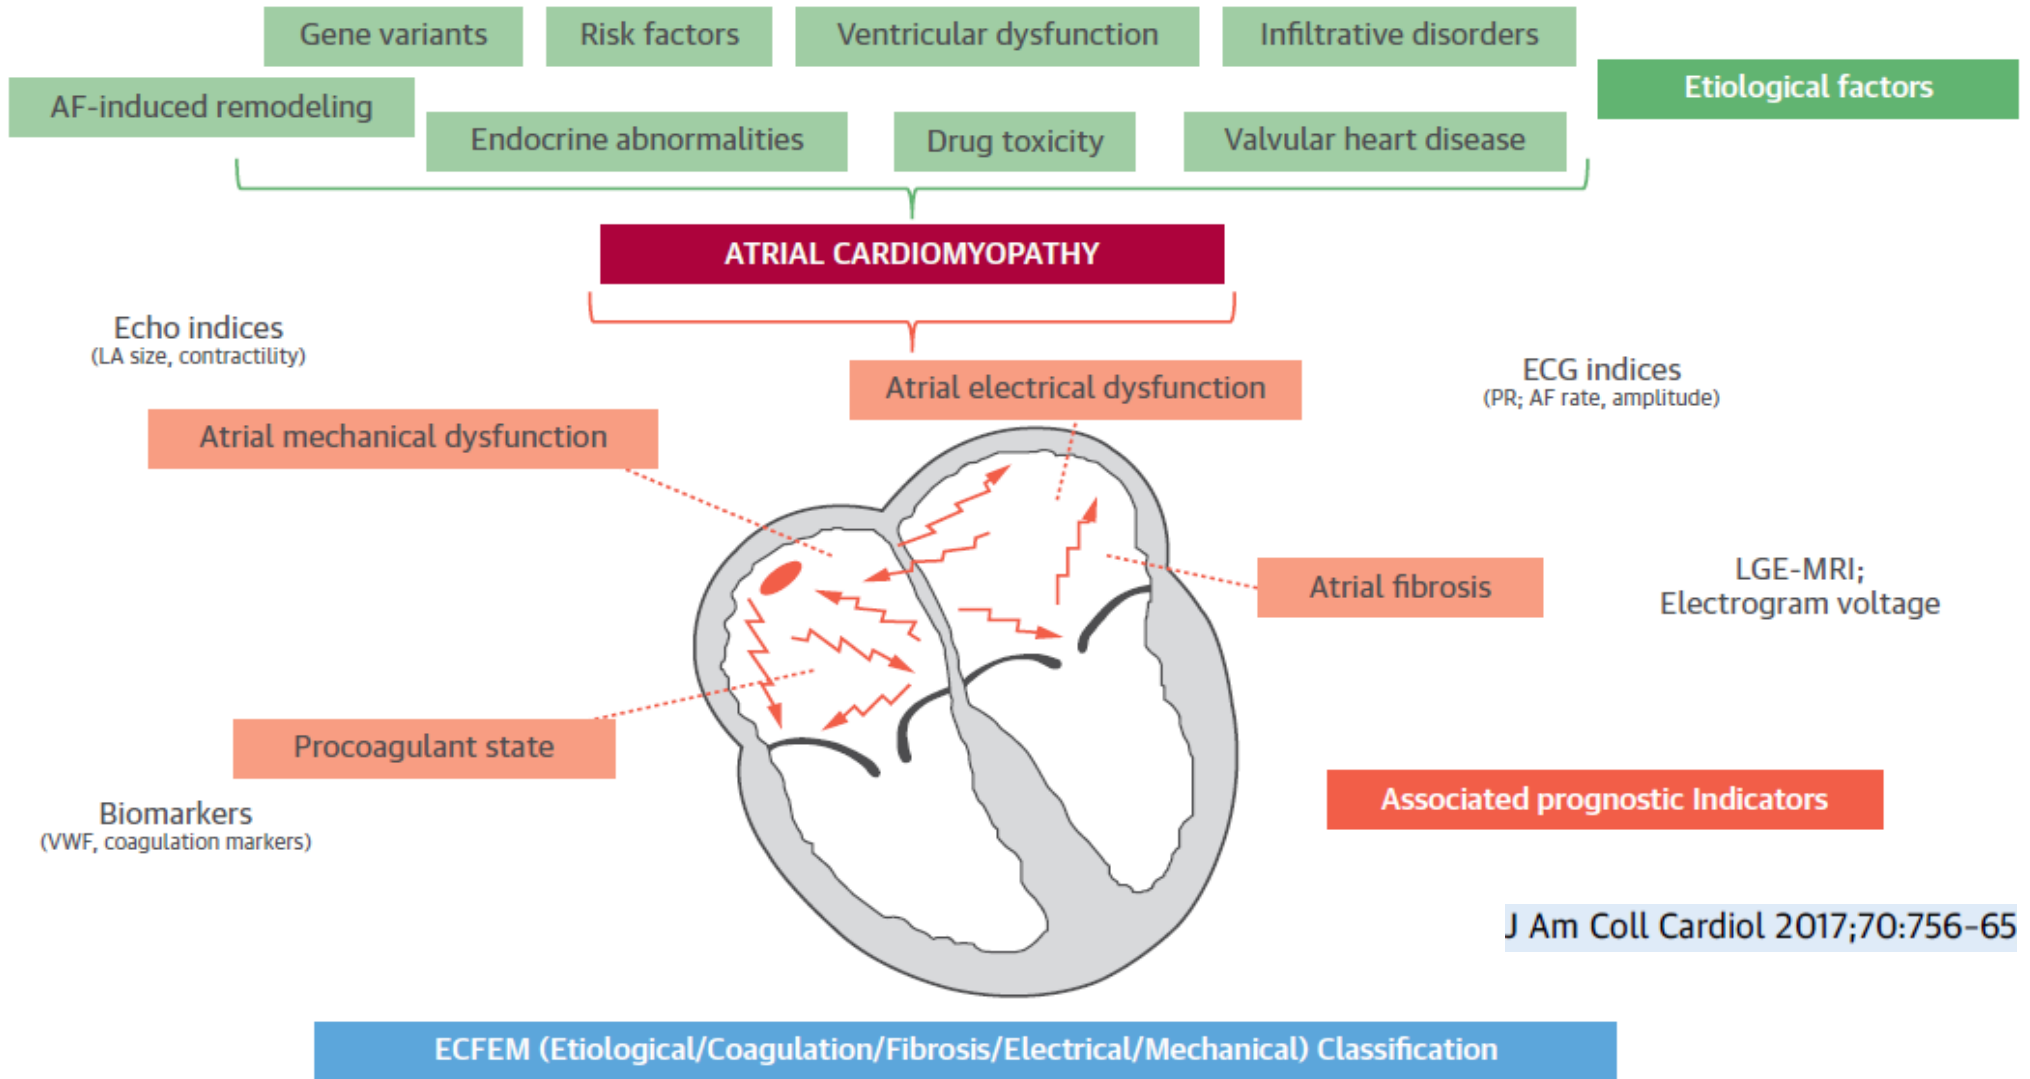 Gene variants
Risk factors
Ventricular dysfunction
Infiltrative disorders
Etiological factors
AF-induced remodeling
Endocrine abnormalities
Drug toxicity
Valvular heart disease
ATRIAL CARDIOMYOPATHY
Echo indices
(LA size, contractility)
Atrial electrical dysfunction
ECG indices
(PR; AF rate, amplitude)
Atrial mechanical dysfunction
Atrial fibrosis
LGE-MRI;
Electrogram voltage
Procoagulant state
Biomarkers
(VWF, coagulation markers)
Associated prognostic Indicators
J Am Coll Cardiol 2017;70:756–65
ECFEM (Etiological/Coagulation/Fibrosis/Electrical/Mechanical) Classification